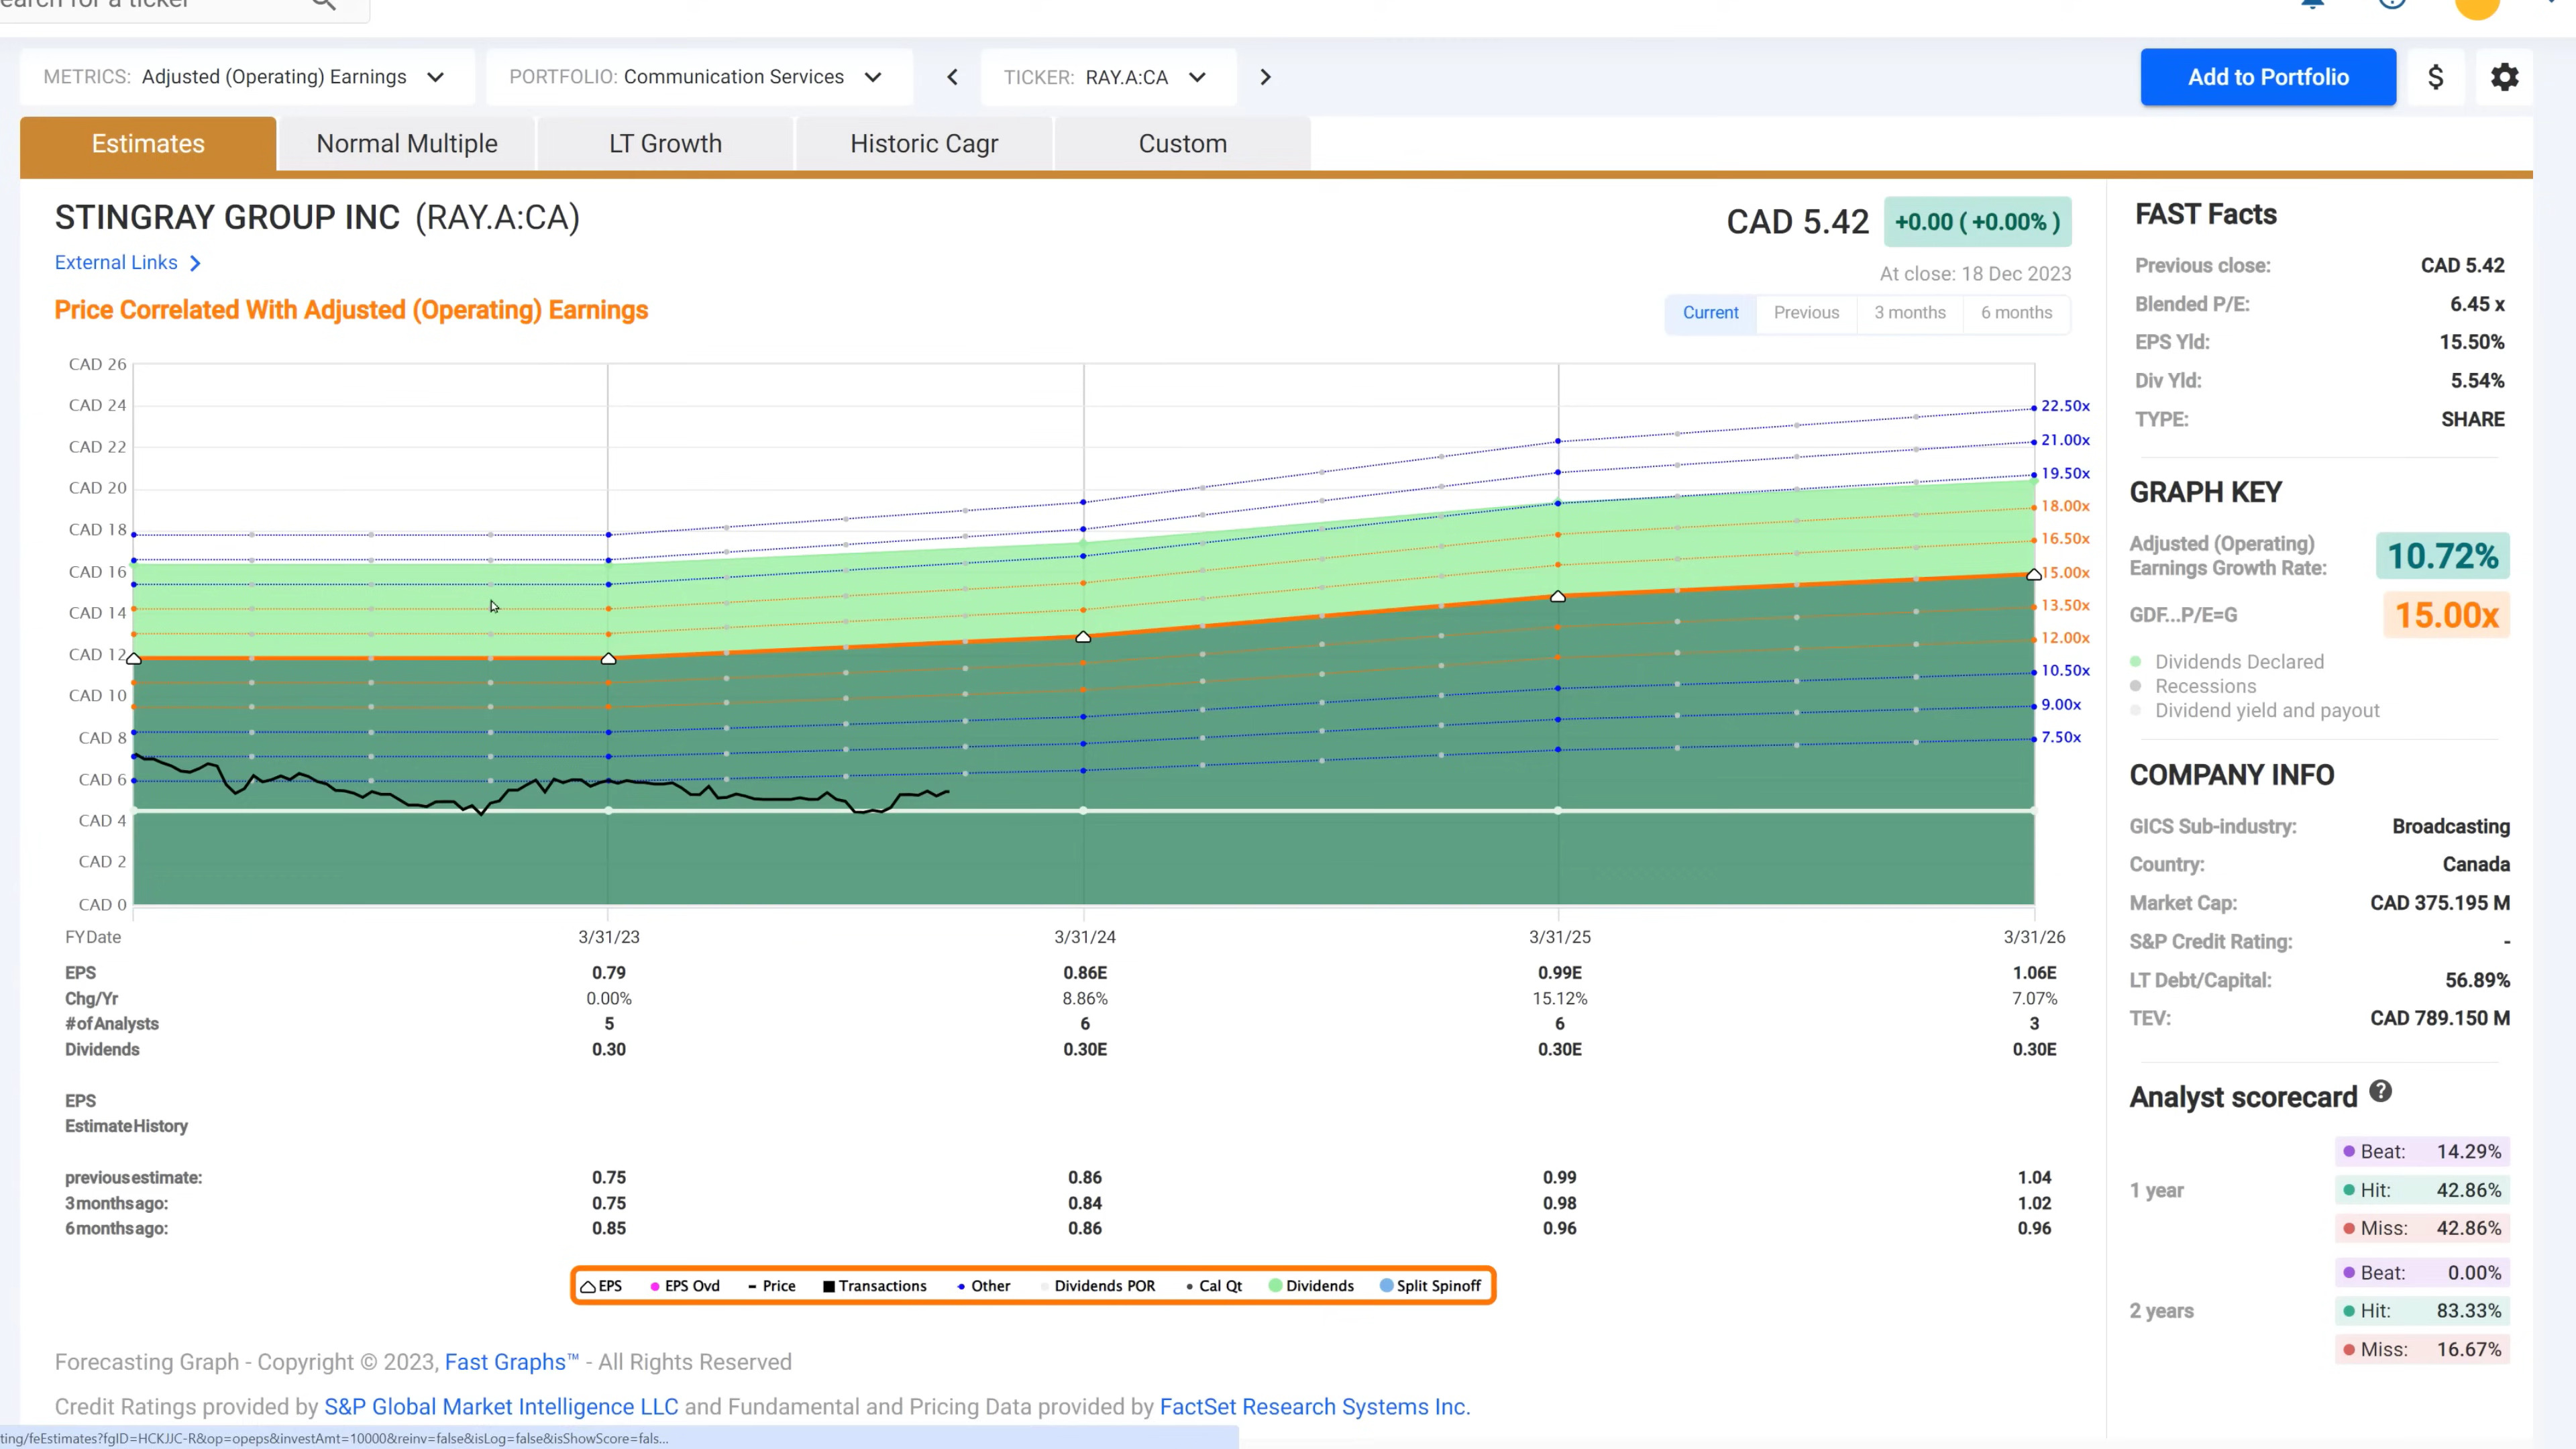 earch for a ticker
METRICS: Adjusted (Operating) Earnings
PORTFOLIO: Communication Services
TICKER: RAY.A:CA
Add to Portfolio
$
Estimates
Normal Multiple
LT Growth
Historic Cagr
Custom
STINGRAY GROUP INC (RAY.A:CA)
CAD 5.42 +0.00 ( +0.00% )
External Links
At close: 18 Dec 2023
Price Correlated With Adjusted (Operating) Earnings
Current Previous 3 months 6 months
CAD 26
CAD 24
CAD 22
CAD 20
CAD 18
CAD 16
CAD 14
CAD 12
CAD 10
CAD 8
CAD 6
CAD 4
CAD 2
CAD 0
22.50x
21.00x
19.50x
18.00x
16.50x
15.00x
13.50x
12.00x
10.50x
9.00x
7.50x
FYDate 3/31/23 3/31/24 3/31/25 3/31/26
EPS 0.79 0.86E 0.99E 1.06E
Chg/Yr 0.00% 8.86% 15.12% 7.07%
#ofAnalysts 5 6 6 3
Dividends 0.30 0.30E 0.30E 0.30E
EPS
EstimateHistory
previousestimate: 0.75 0.86 0.99 1.04
3monthsago: 0.75 0.84 0.98 1.02
6monthsago: 0.85 0.86 0.96 0.96
EPS EPS Ovd Price Transactions Other Dividends POR Cal Qt Dividends Split Spinoff
Forecasting Graph - Copyright © 2023, Fast Graphs™ - All Rights Reserved
Credit Ratings provided by S&P Global Market Intelligence LLC and Fundamental and Pricing Data provided by FactSet Research Systems Inc.
ting/feEstimates?fgID=HCKJJC-R&op=opeps&investAmt=10000&reinv=false&isLog=false&isShowScore=fals...
FAST Facts
Previous close: CAD 5.42
Blended P/E: 6.45 x
EPS Yld: 15.50%
Div Yld: 5.54%
TYPE: SHARE
GRAPH KEY
Adjusted (Operating)
Earnings Growth Rate: 10.72%
GDF...P/E=G 15.00x
Dividends Declared
Recessions
Dividend yield and payout
COMPANY INFO
GICS Sub-industry: Broadcasting
Country: Canada
Market Cap: CAD 375.195 M
S&P Credit Rating: -
LT Debt/Capital: 56.89%
TEV: CAD 789.150 M
Analyst scorecard ?
Beat: 14.29%
1 year Hit: 42.86%
Miss: 42.86%
Beat: 0.00%
2 years Hit: 83.33%
Miss: 16.67%